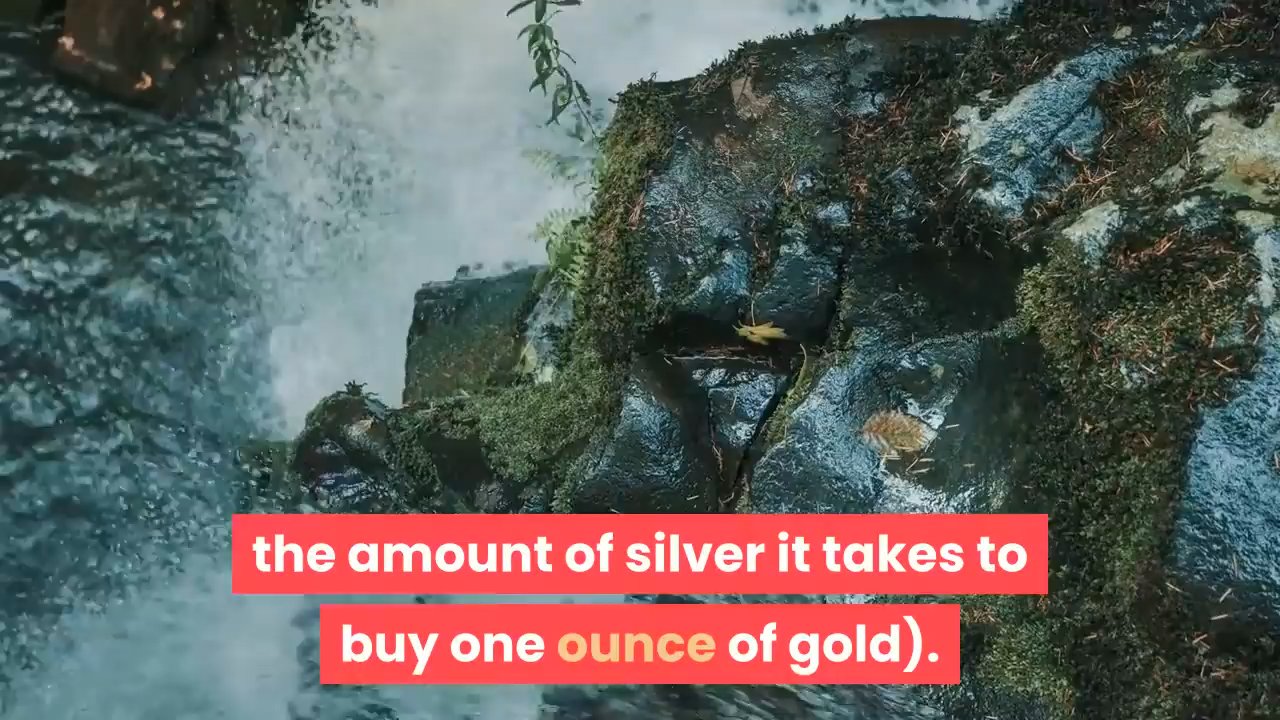 the amount of silver it takes to
buy one ounce of gold).